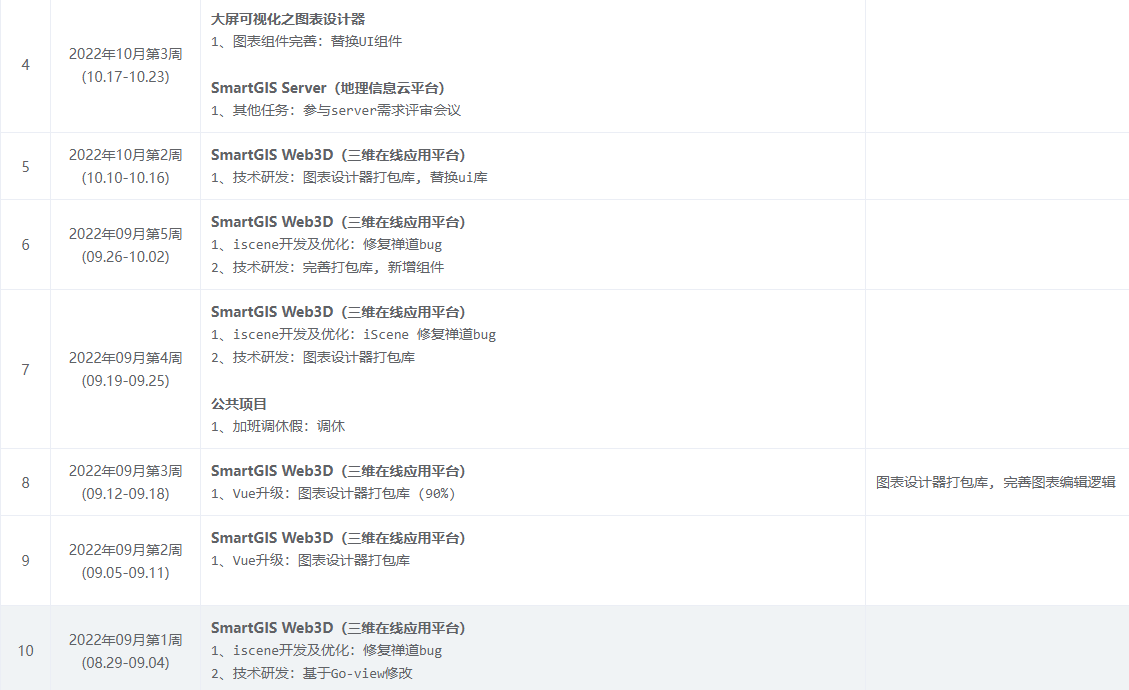 4
2022年10月第3周
(10.17-10.23)
大屏可视化之图表设计器
1、图表组件完善：替换UI组件
SmartGIS Server（地理信息云平台）
1、其他任务：参与server需求评审会议
5
2022年10月第2周
(10.10-10.16)
SmartGIS Web3D（三维在线应用平台）
1、技术研发：图表设计器打包库, 替换ui库
6
2022年09月第5周
(09.26-10.02)
SmartGIS Web3D（三维在线应用平台）
1、iscene开发及优化：修复禅道bug
2、技术研发：完善打包库, 新增组件
7
2022年09月第4周
(09.19-09.25)
SmartGIS Web3D（三维在线应用平台）
1、iscene开发及优化：iScene 修复禅道bug
2、技术研发：图表设计器打包库
公共项目
1、加班调休假：调休
8
2022年09月第3周
(09.12-09.18)
SmartGIS Web3D（三维在线应用平台）
1、Vue升级：图表设计器打包库 (90%)
图表设计器打包库, 完善图表编辑逻辑
9
2022年09月第2周
(09.05-09.11)
SmartGIS Web3D（三维在线应用平台）
1、Vue升级：图表设计器打包库
10
2022年09月第1周
(08.29-09.04)
SmartGIS Web3D（三维在线应用平台）
1、iscene开发及优化：修复禅道bug
2、技术研发：基于Go-view修改